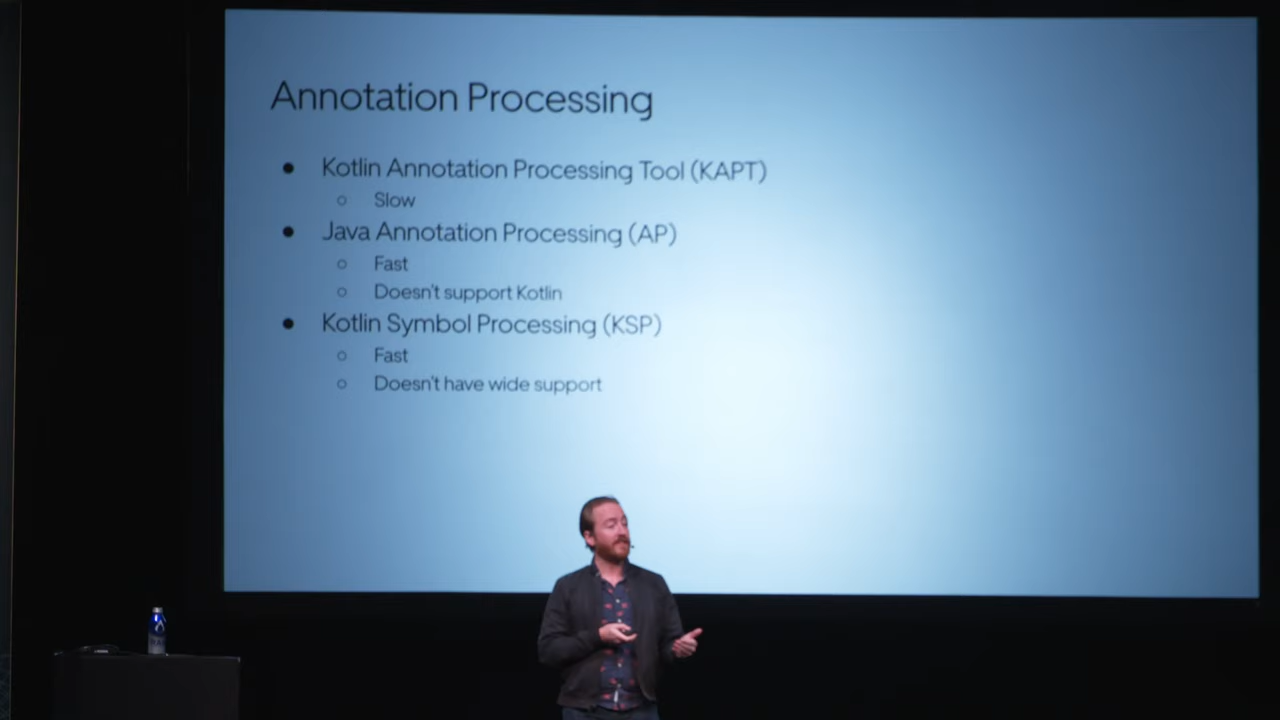 Annotation Processing
● Kotlin Annotation Processing Tool (KAPT)
○ Slow
● Java Annotation Processing (AP)
○ Fast
○ Doesn't support Kotlin
● Kotlin Symbol Processing (KSP)
○ Fast
○ Doesn't have wide support